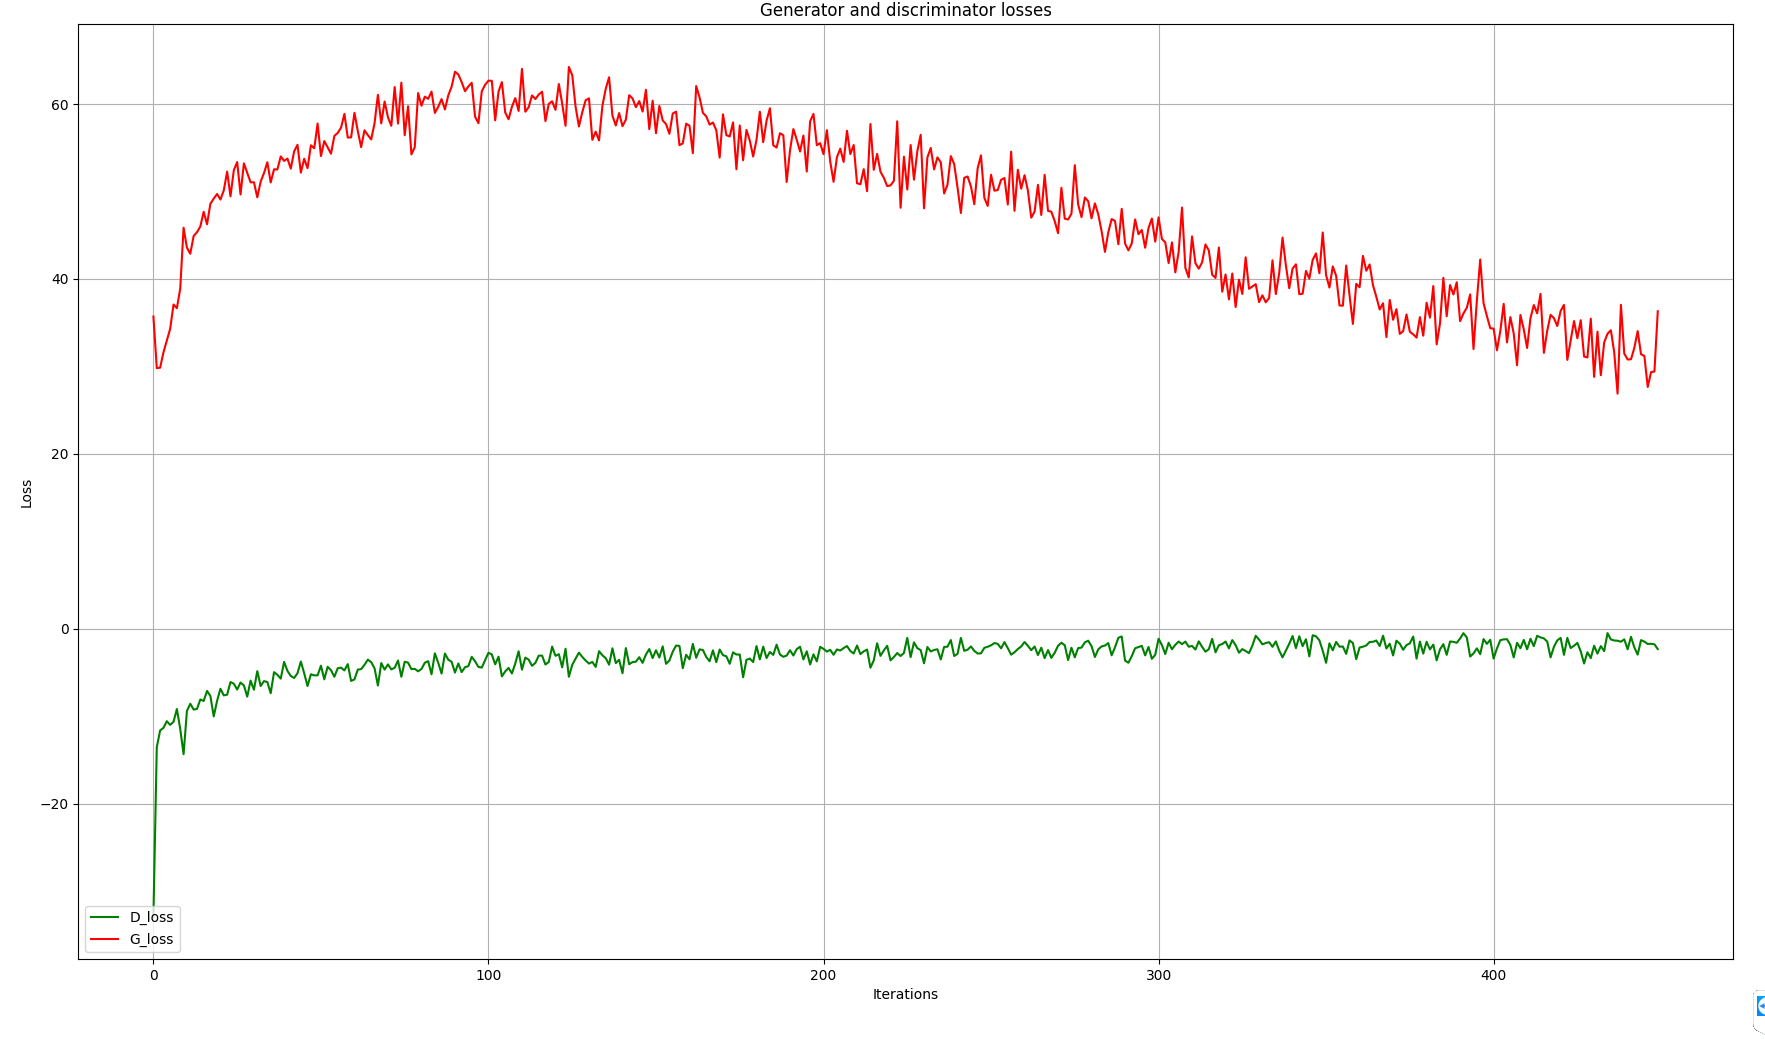 Generator and discriminator losses
60
40
20
0
−20
Loss
D_loss
G_loss
0 100 200 300 400
Iterations